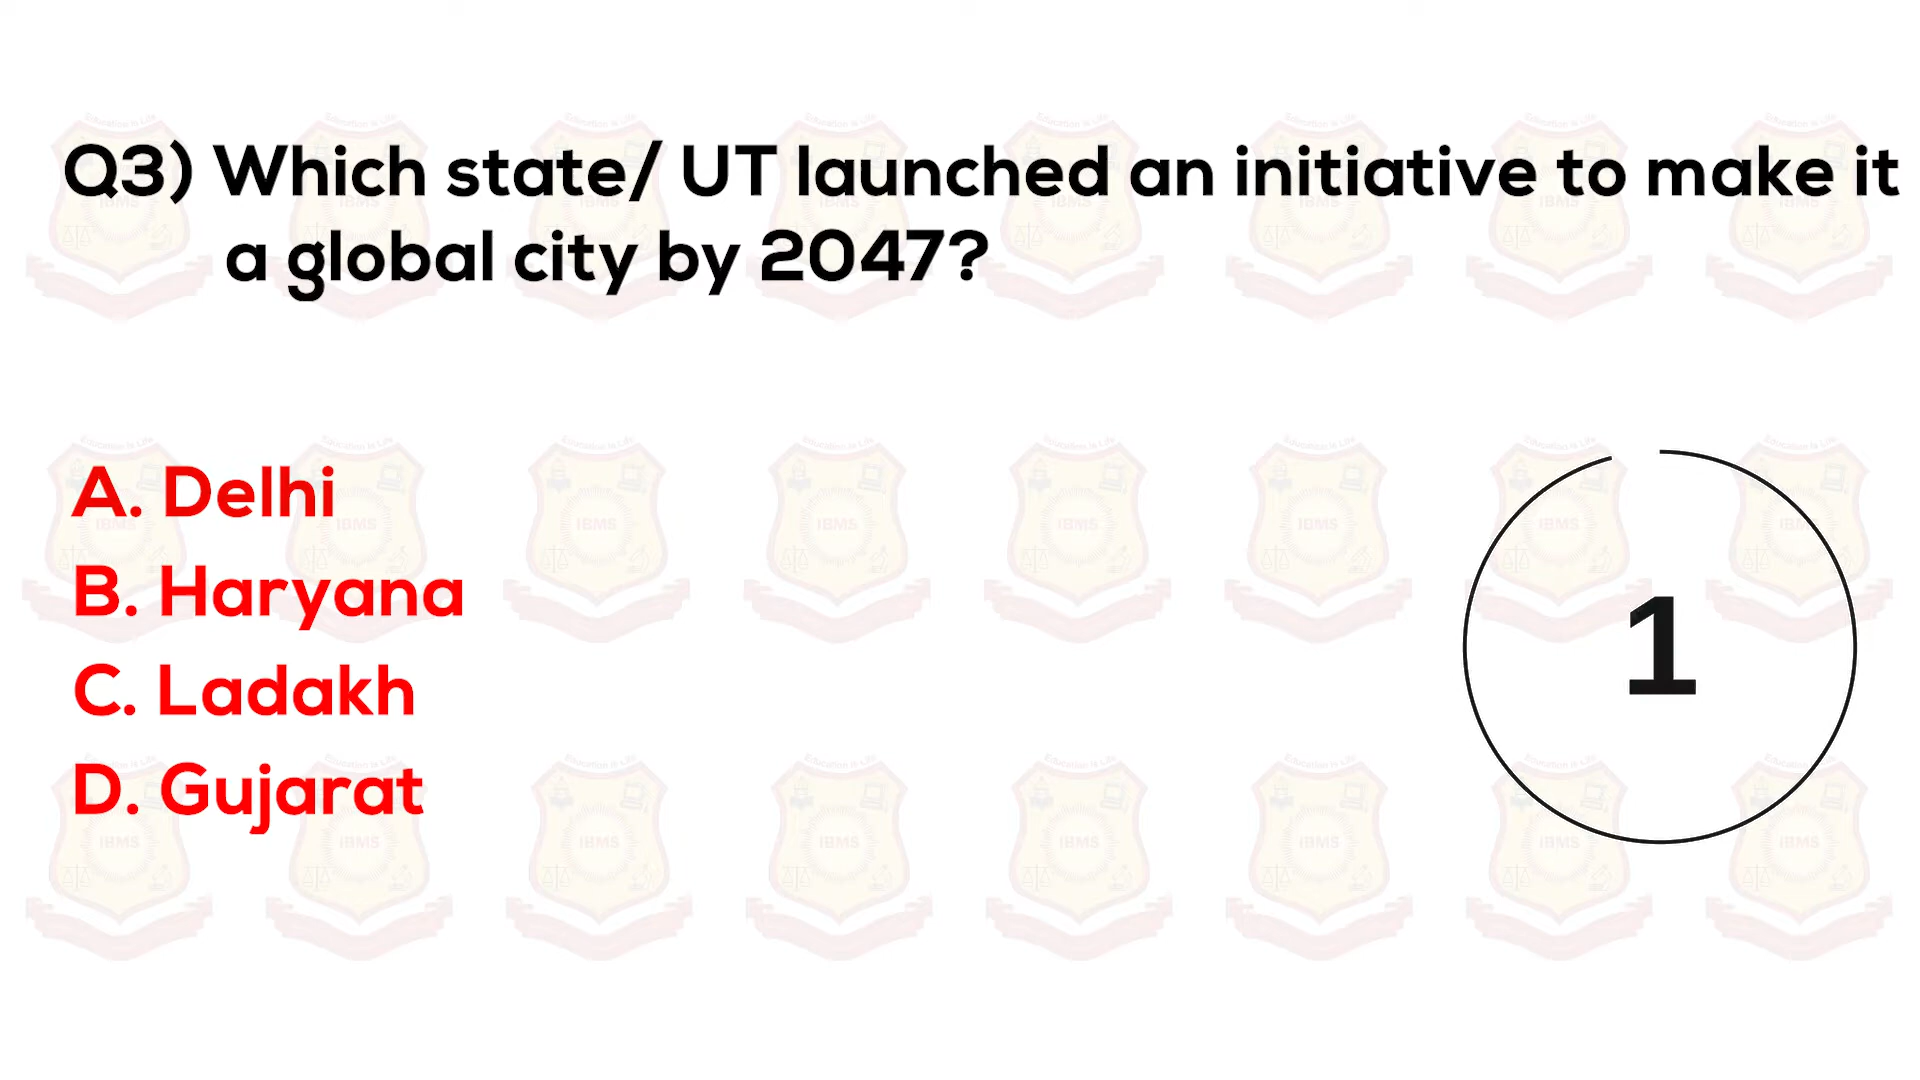 Q3) Which state/ UT launched an initiative to make it
a global city by 2047?
A. Delhi
B. Haryana
C. Ladakh
D. Gujarat
1